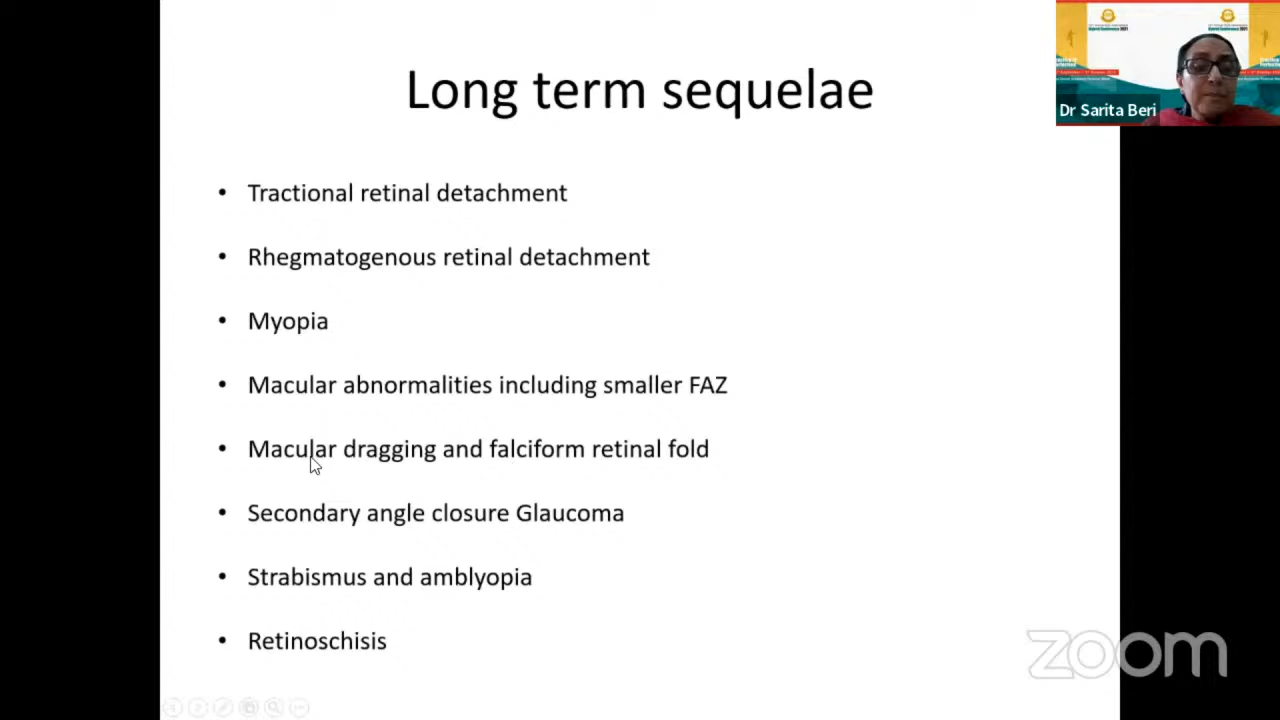 Long term sequelae
Dr Sarita Beri
• Tractional retinal detachment
• Rhegmatogenous retinal detachment
• Myopia
• Macular abnormalities including smaller FAZ
• Macular dragging and falciform retinal fold
• Secondary angle closure Glaucoma
• Strabismus and amblyopia
• Retinoschisis
zoom